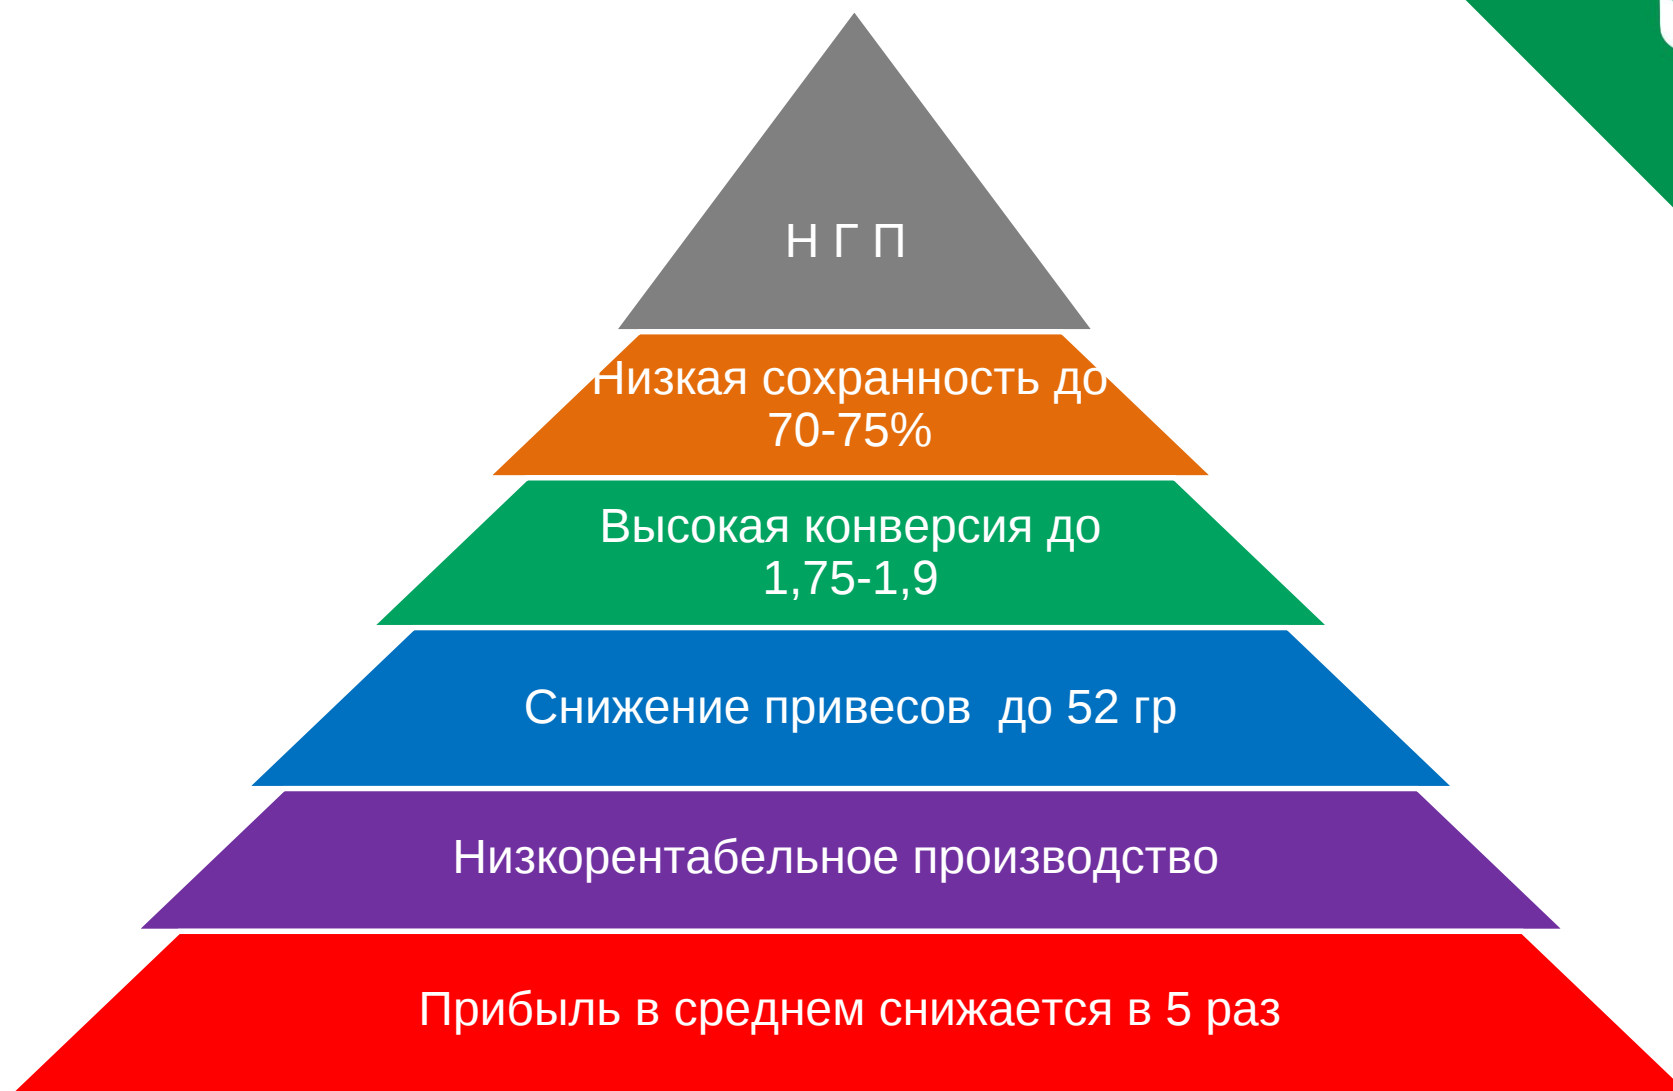 Н Г П
Низкая сохранность до
70-75%
Высокая конверсия до
1,75-1,9
Снижение привесов  до 52 гр
Низкорентабельное производство
Прибыль в среднем снижается в 5 раз